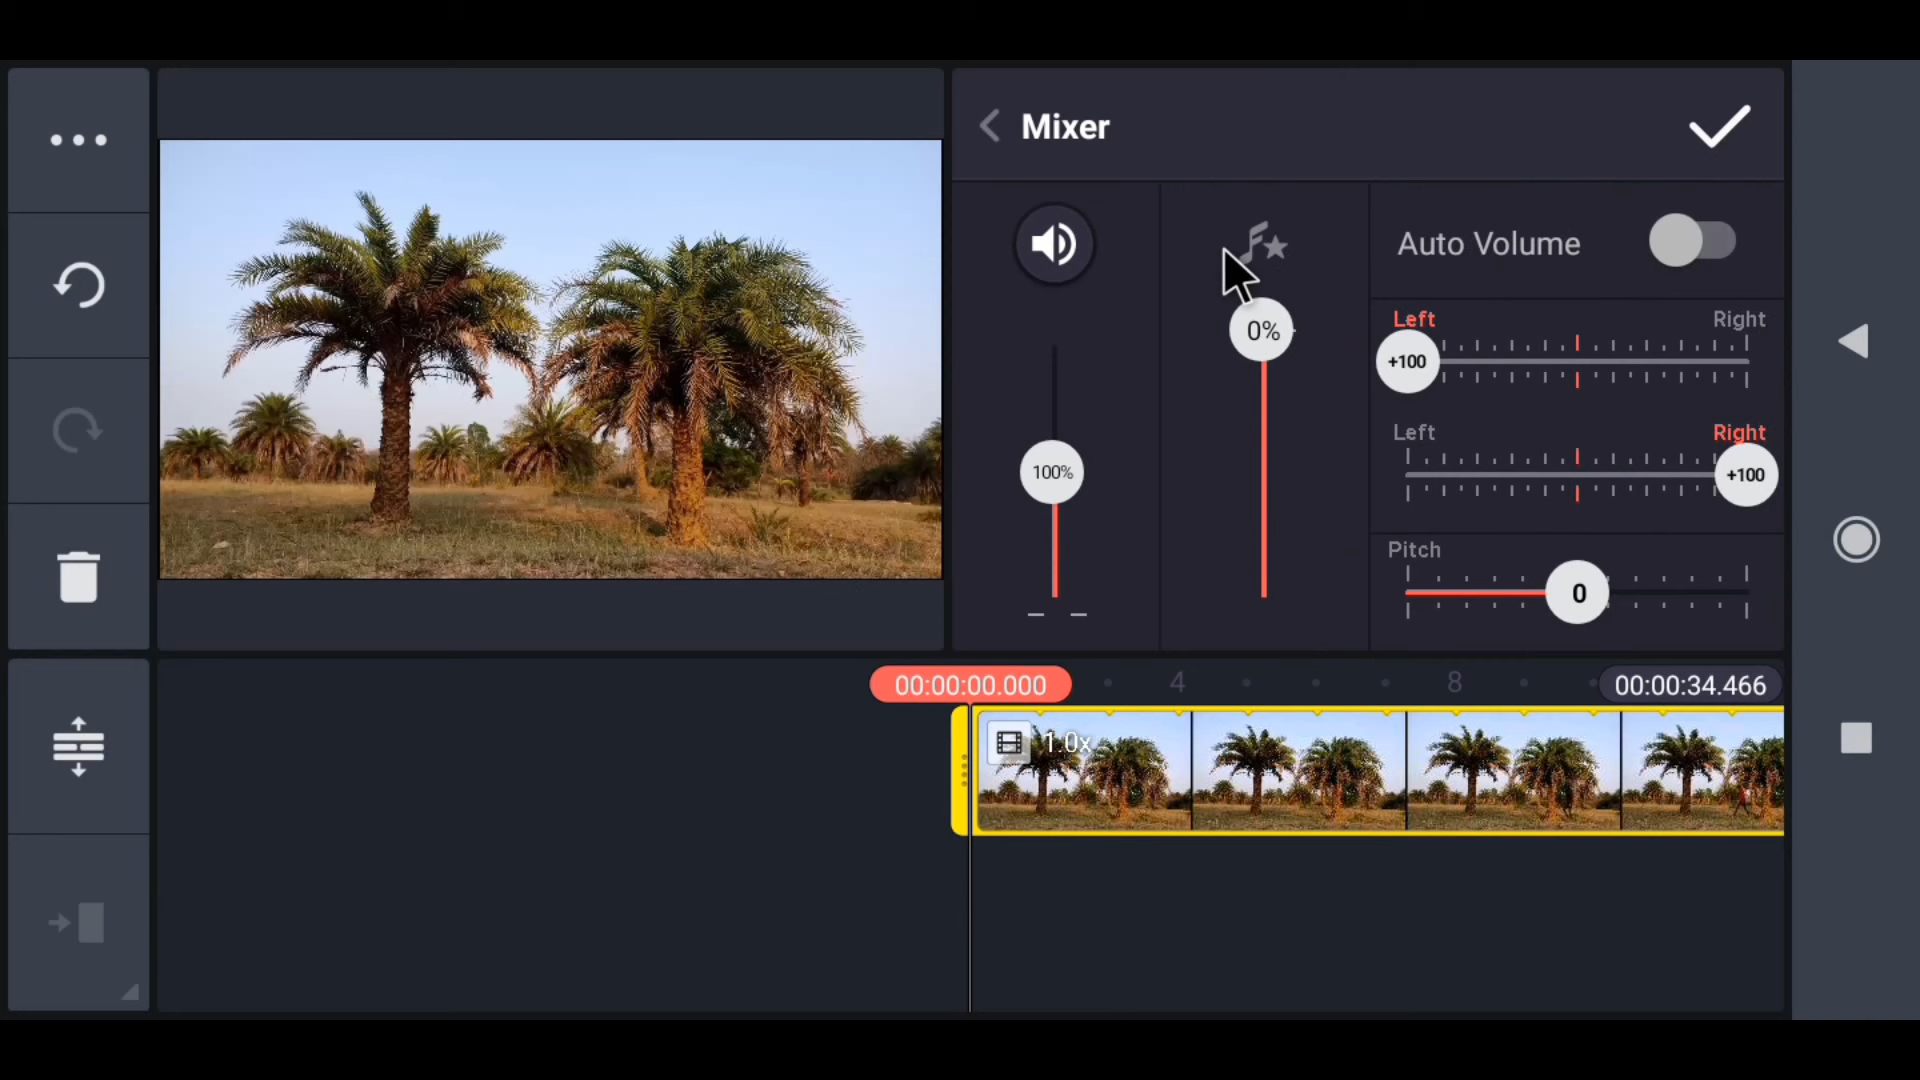 Mixer
Auto Volume
Left Right
+100
0%
Left Right
100%
+100
Pitch
0
00:00:00.000 4 8 00:00:34.466
1.0x